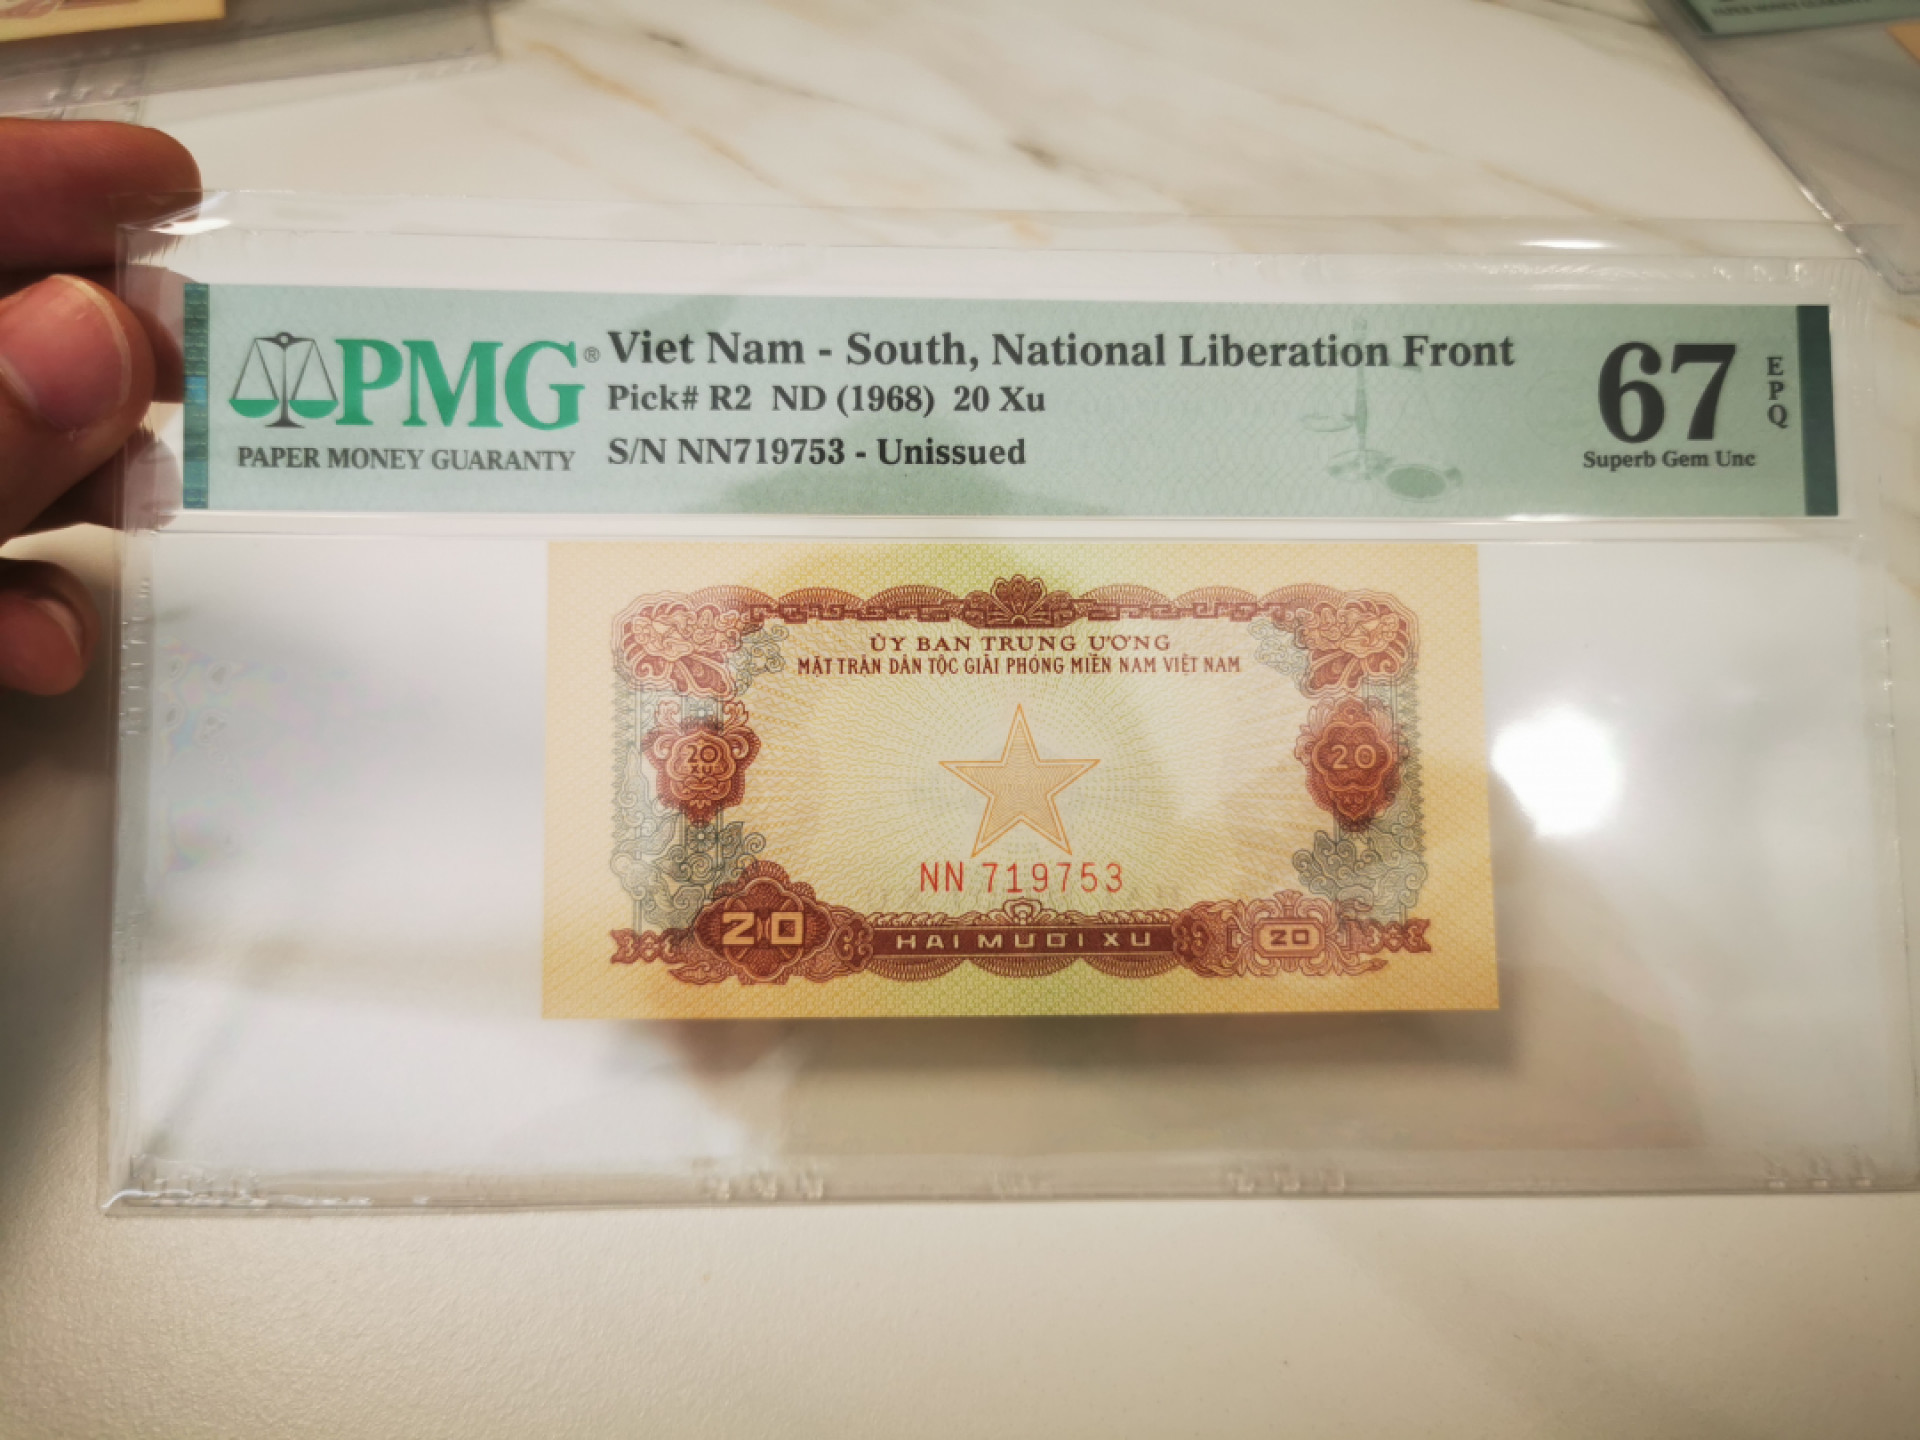 PMG®
PAPER MONEY GUARANTY
Viet Nam - South, National Liberation Front
Pick# R2 ND (1968) 20 Xu
S/N NN719753 - Unissued
67
EPQ
Superb Gem Unc
ỦY BAN TRUNG ƯƠNG
MẶT TRẬN DÂN TỘC GIẢI PHÓNG MIỀN NAM VIỆT NAM
20
XU
20
XU
NN 719753
20
HAI MƯƠI XU
20